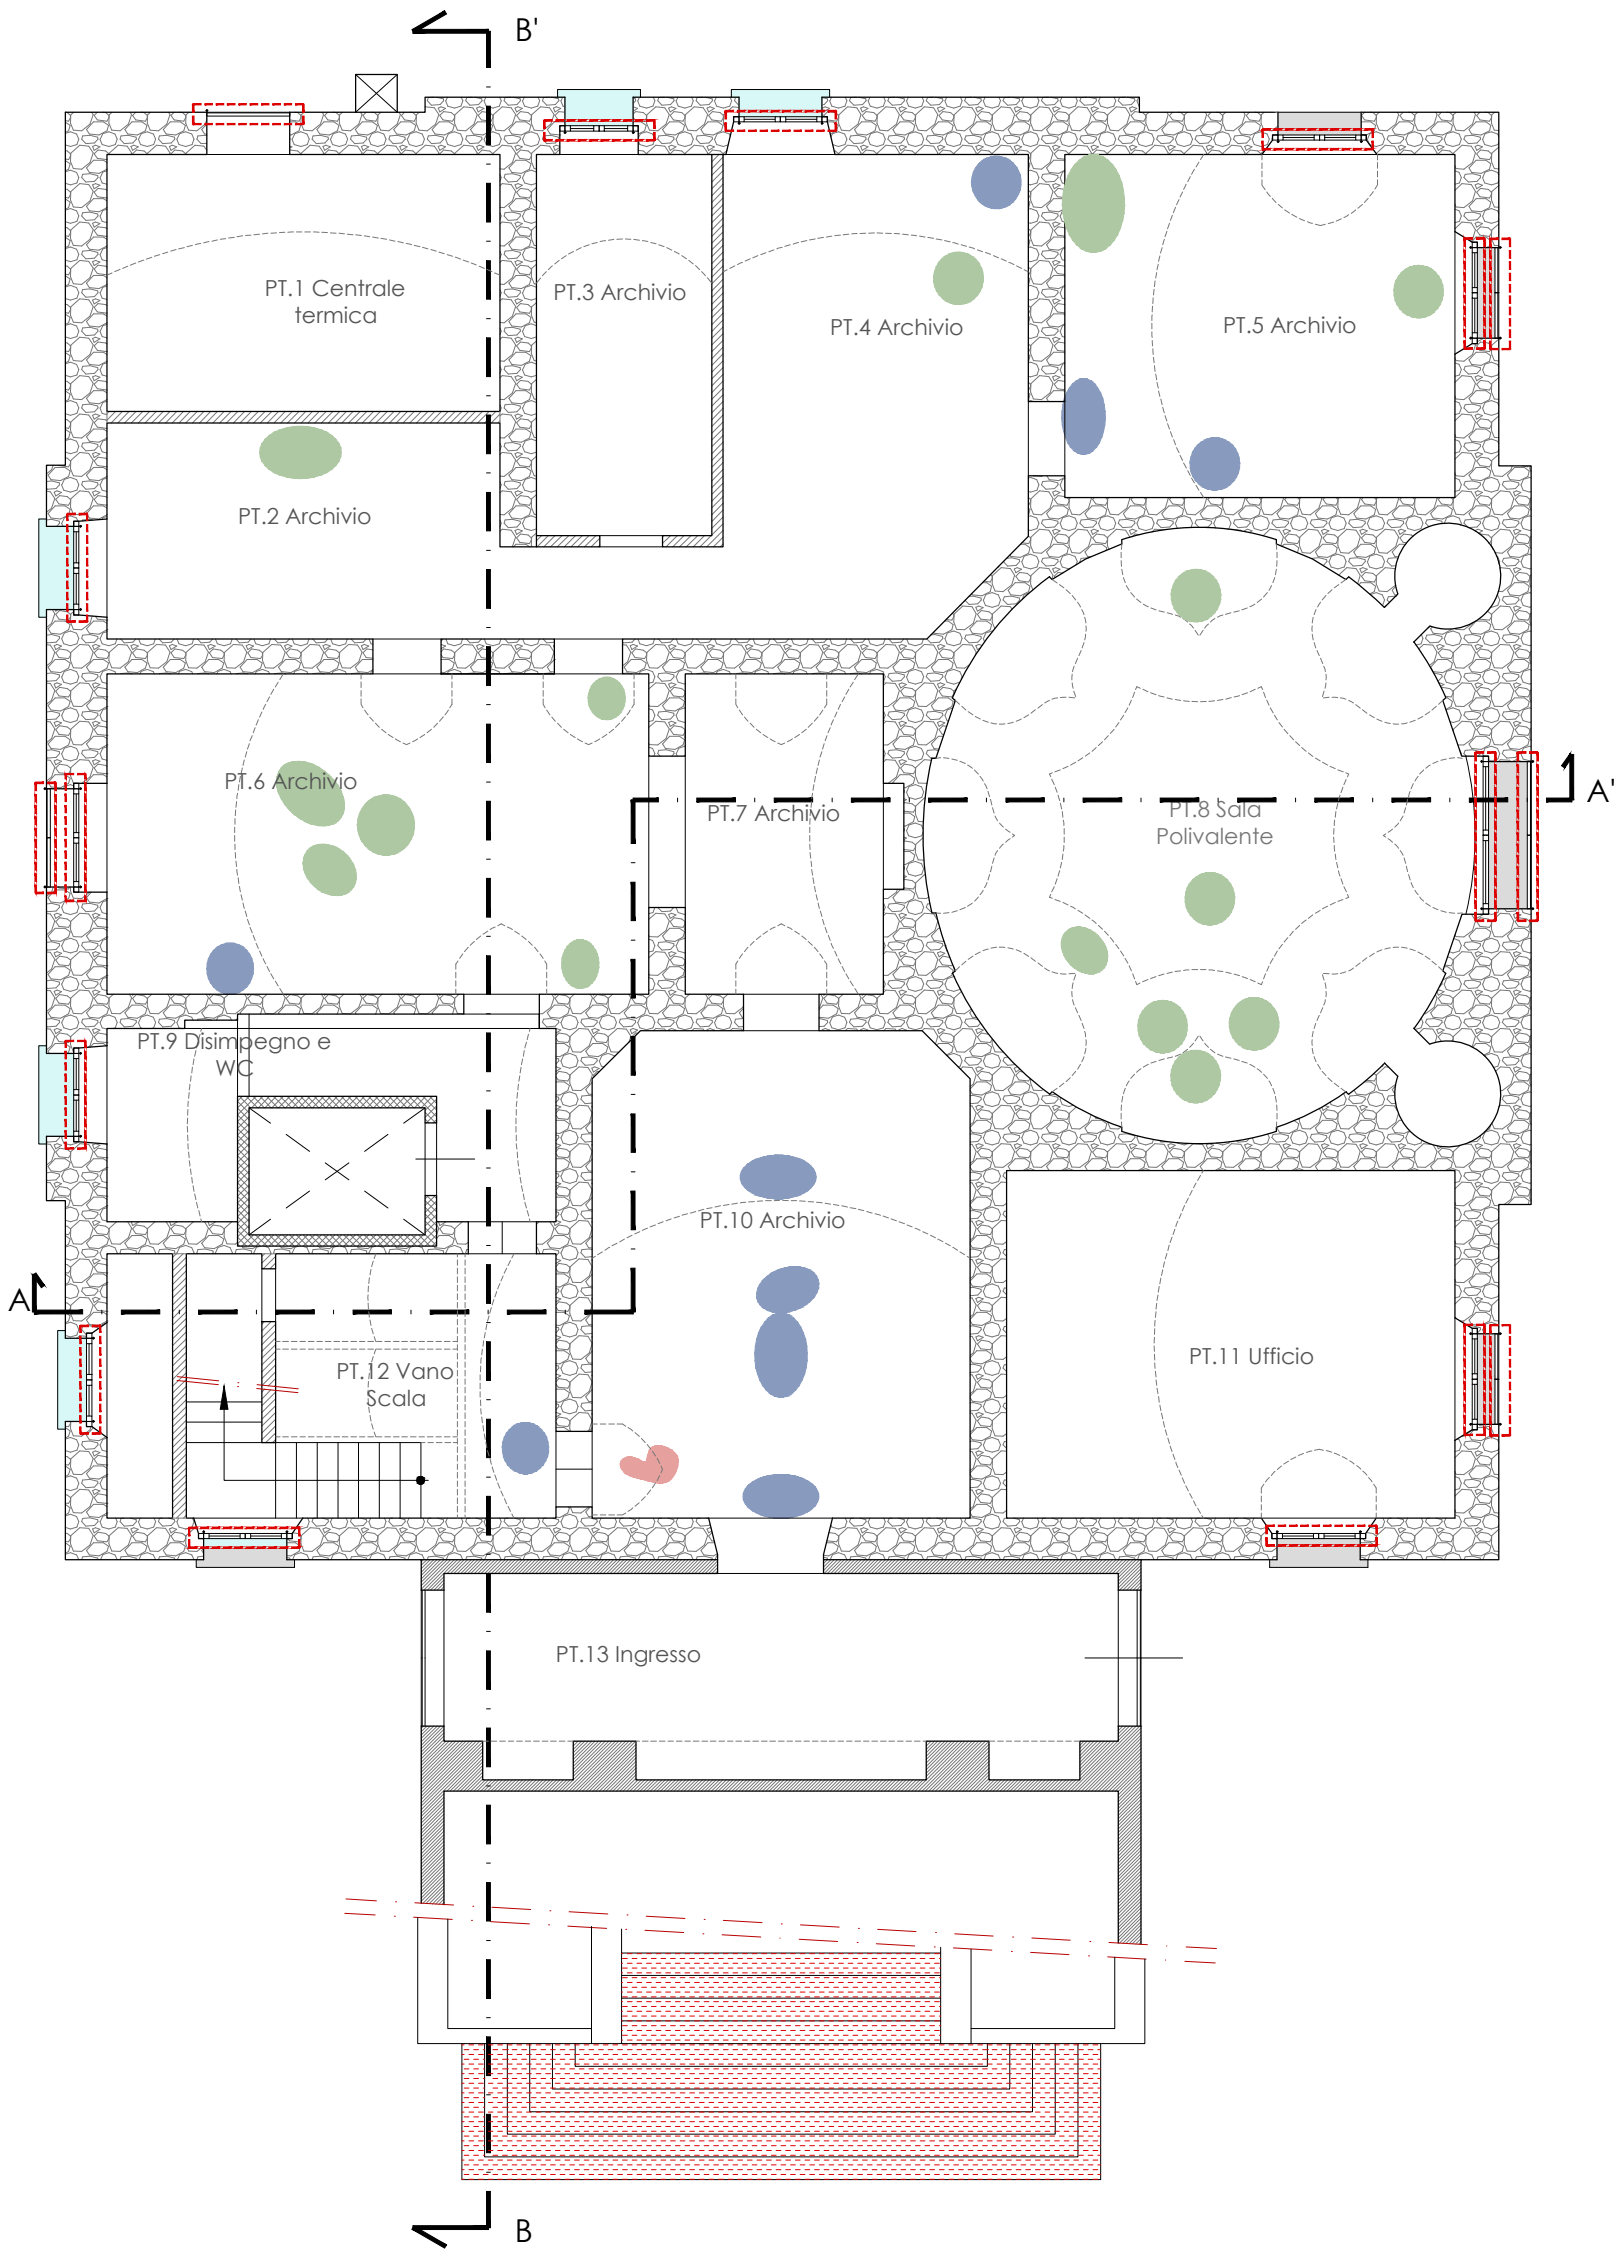 B'
PT.1 Centrale
termica
PT.3 Archivio
PT.4 Archivio
PT.5 Archivio
PT.2 Archivio
PT.6 Archivio
PT.7 Archivio
PT.8 Sala
Polivalente
A'
PT.9 Disimpegno e
WC
PT.10 Archivio
A
PT.11 Ufficio
PT.12 Vano
Scala
PT.13 Ingresso
B